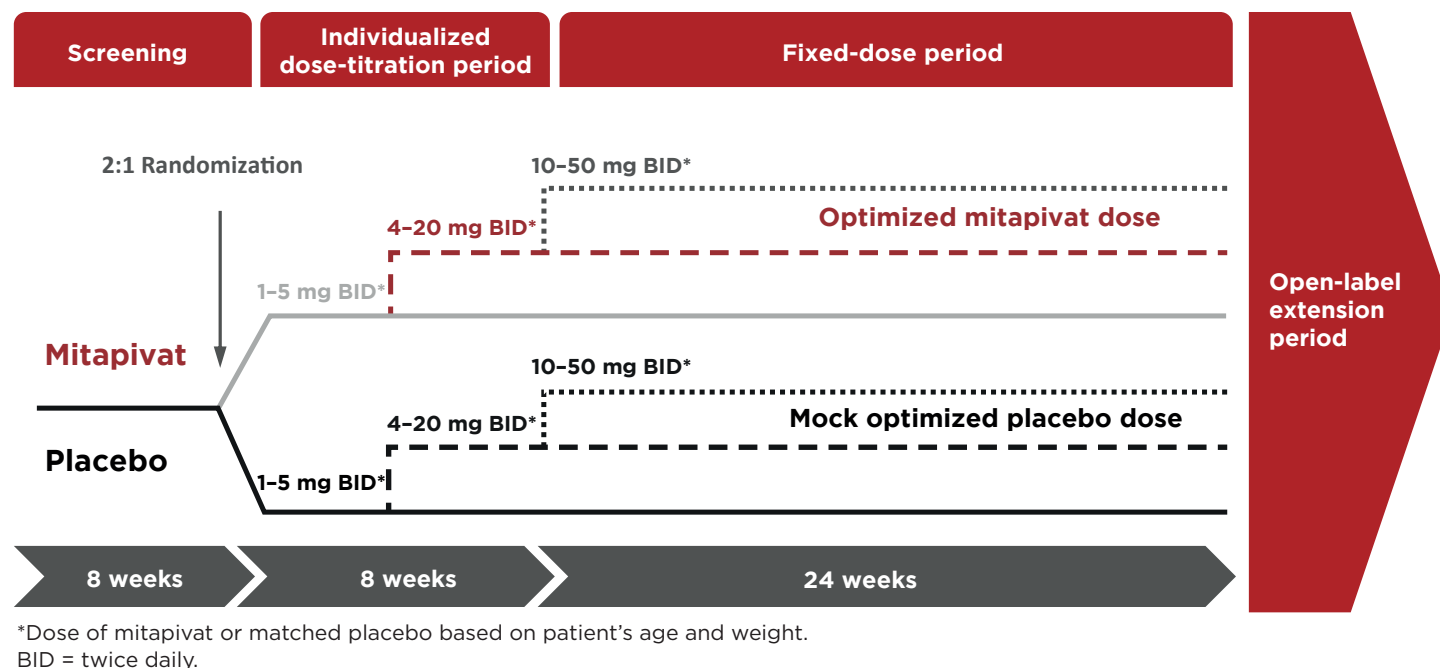 Screening
Individualized
dose-titration period
Fixed-dose period
2:1 Randomization
10–50 mg BID*
Optimized mitapivat dose
4–20 mg BID*
1–5 mg BID*
Open-label
extension
period
Mitapivat
10–50 mg BID*
Mock optimized placebo dose
4–20 mg BID*
Placebo
1–5 mg BID*
8 weeks
8 weeks
24 weeks
*Dose of mitapivat or matched placebo based on patient’s age and weight.
BID = twice daily.